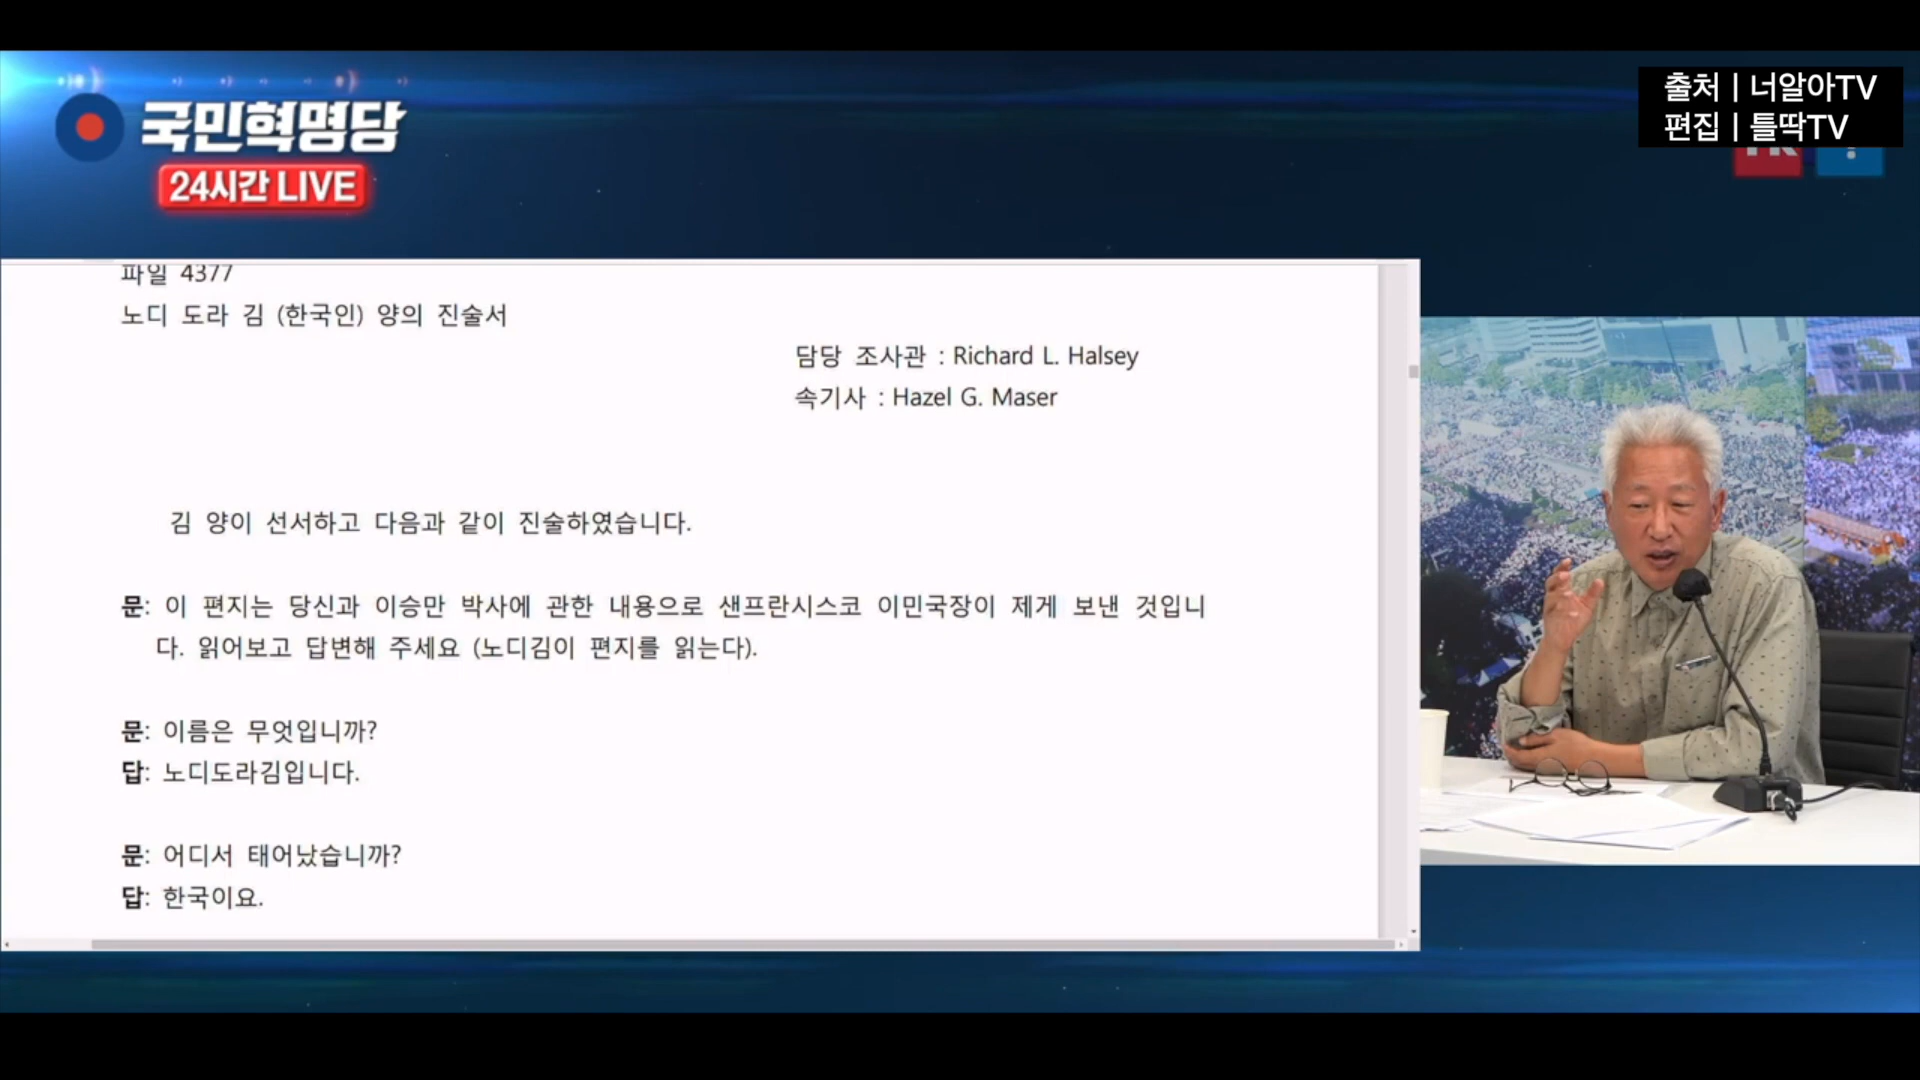 국민혁명당
24시간 LIVE
출처 | 너알아TV
편집 | 틀딱TV
파일 4377
노디 도라 김 (한국인) 양의 진술서
담당 조사관 : Richard L. Halsey
속기사 : Hazel G. Maser
김 양이 선서하고 다음과 같이 진술하였습니다.
문: 이 편지는 당신과 이승만 박사에 관한 내용으로 샌프란시스코 이민국장이 제게 보낸 것입니
다. 읽어보고 답변해 주세요 (노디김이 편지를 읽는다).
문: 이름은 무엇입니까?
답: 노디도라김입니다.
문: 어디서 태어났습니까?
답: 한국이요.